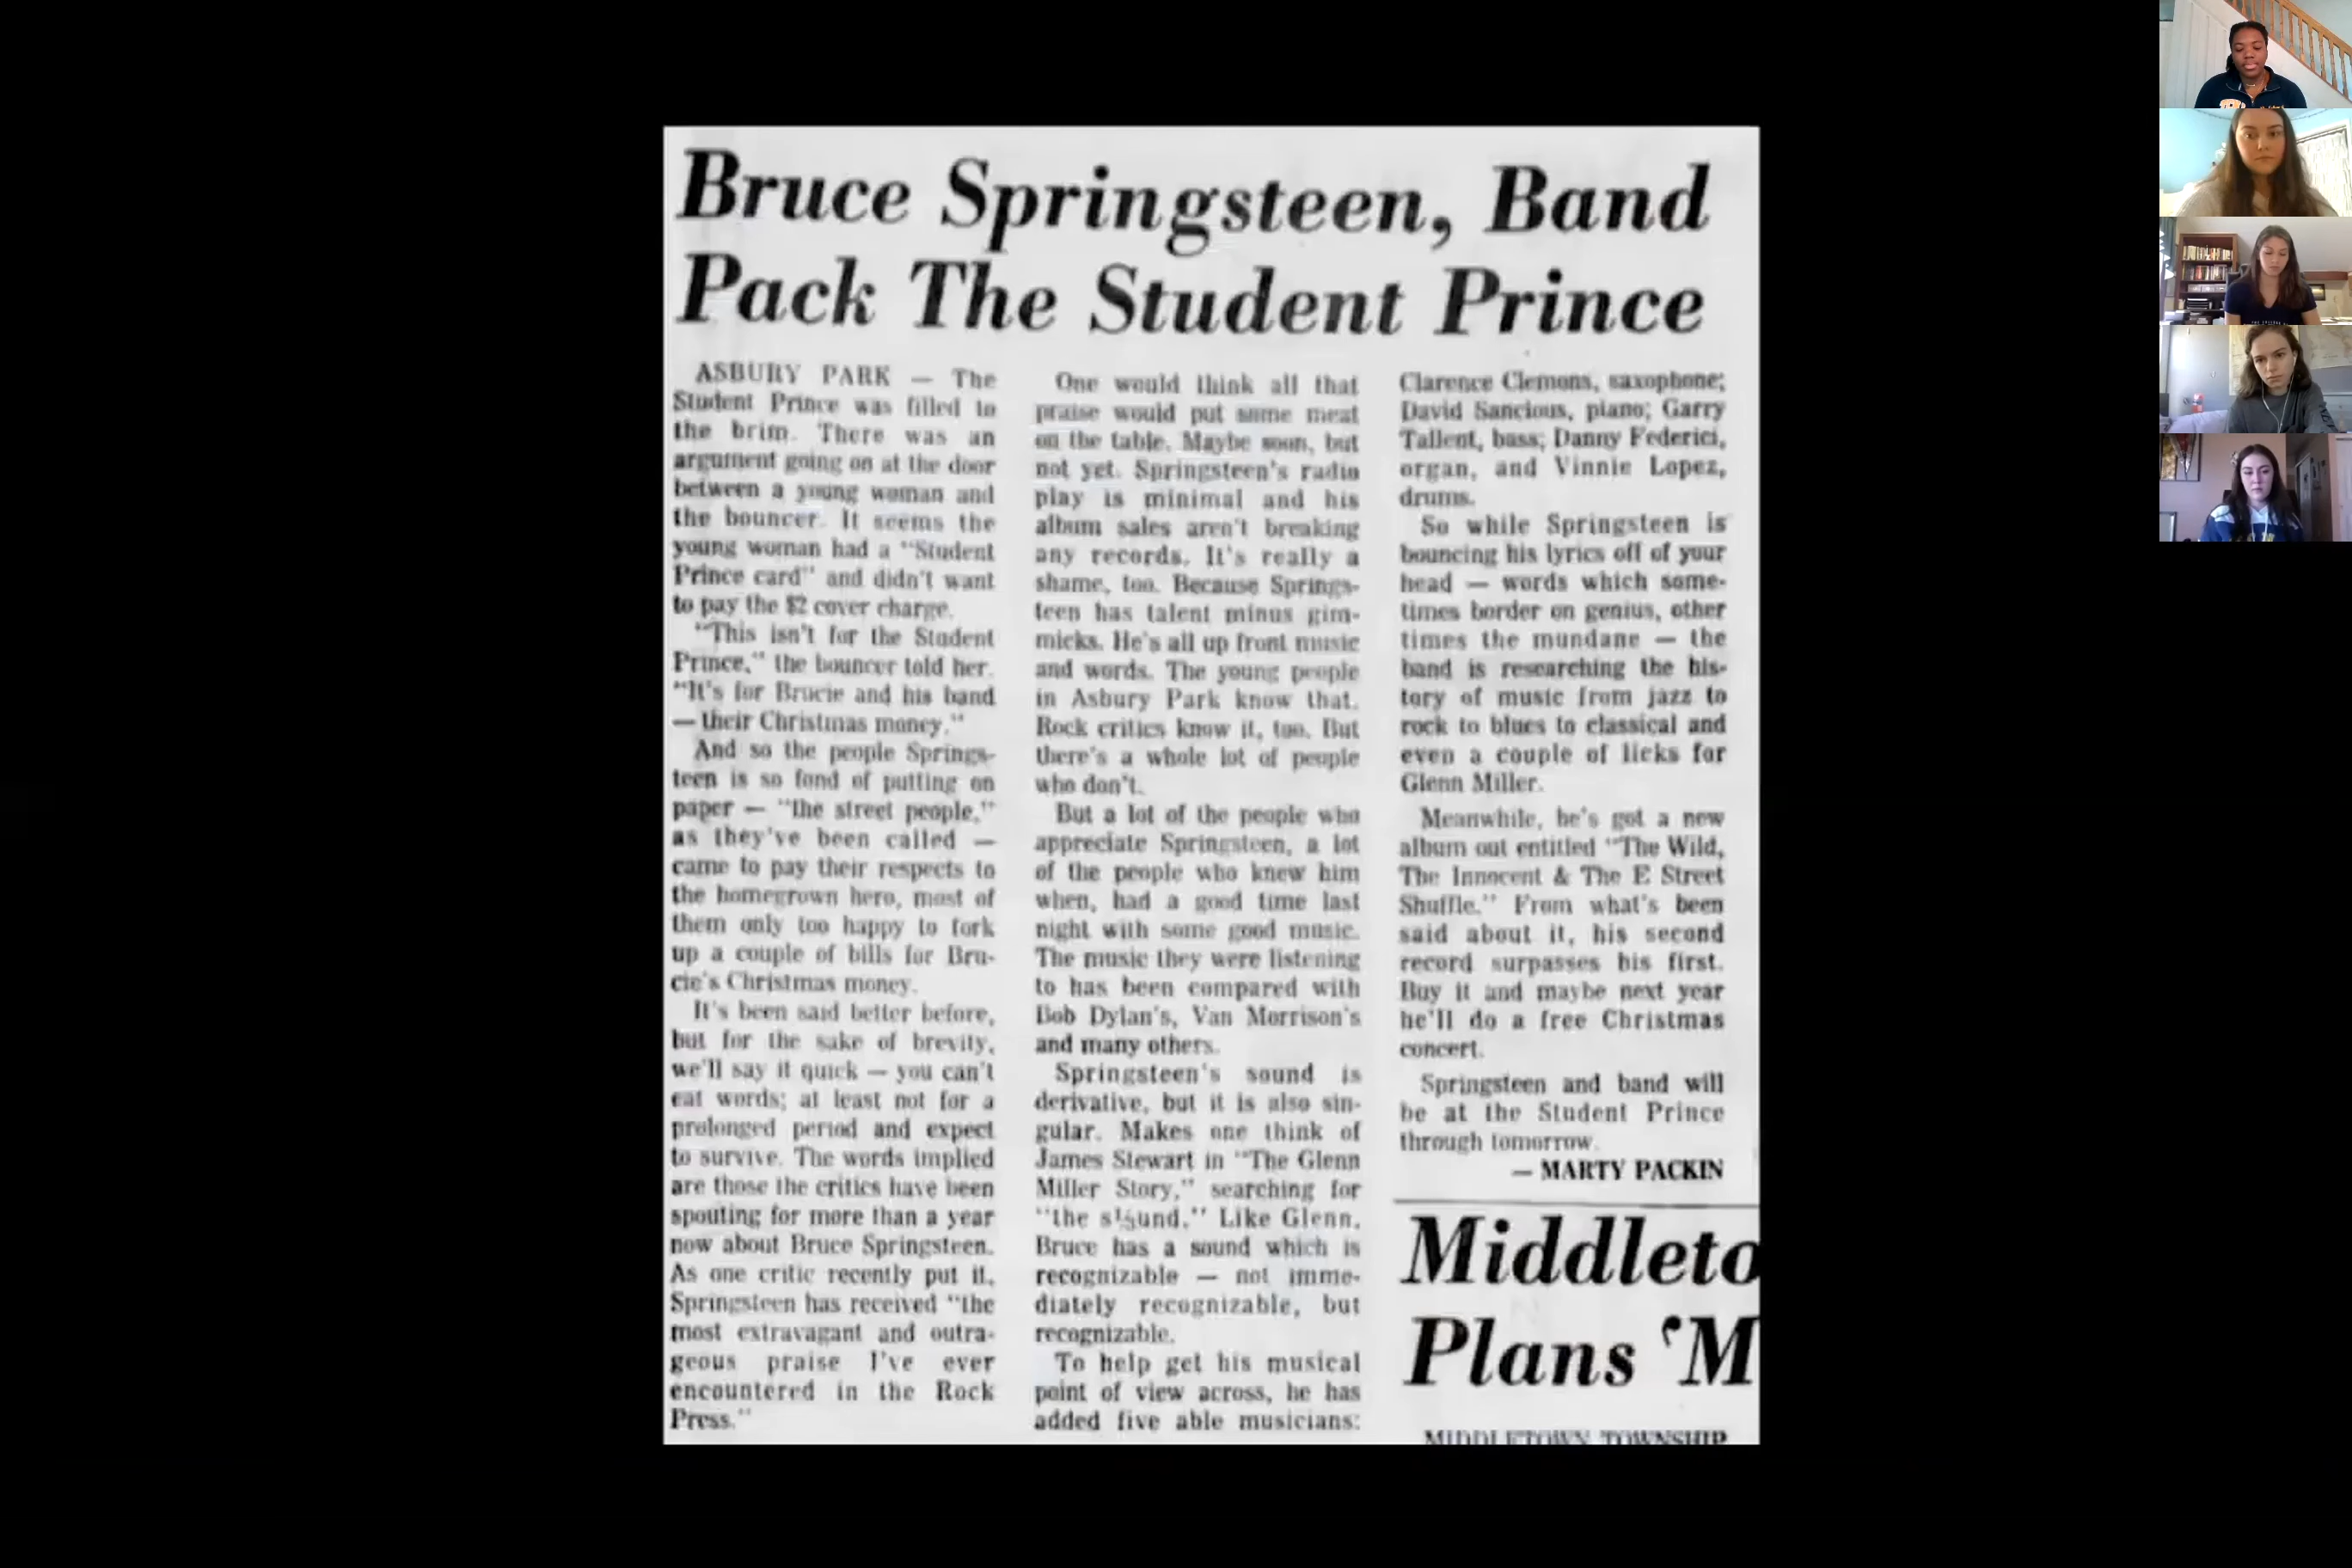 Bruce Springsteen, Band
Pack The Student Prince
ASBURY PARK — The
Student Prince was filled to
the brim. There was an
argument going on at the door
between a young woman and
the bouncer. It seems the
young woman had a "Student
Prince card" and didn't want
to pay the $2 cover charge.
"This isn't for the Student
Prince," the bouncer told her.
"It's for Brucie and his band
— their Christmas money."
And so the people Springs-
teen is so fond of putting on
paper — "the street people,"
as they've been called —
came to pay their respects to
the homegrown hero, most of
them only too happy to fork
up a couple of bills for Bru-
cie's Christmas money.
It's been said better before,
but for the sake of brevity,
we'll say it quick — you can't
eat words; at least not for a
prolonged period and expect
to survive. The words implied
are those the critics have been
spouting for more than a year
now about Bruce Springsteen.
As one critic recently put it,
Springsteen has received "the
most extravagant and outra-
geous praise I've ever
encountered in the Rock
Press."
One would think all that
praise would put some meat
on the table. Maybe soon, but
not yet. Springsteen's radio
play is minimal and his
album sales aren't breaking
any records. It's really a
shame, too. Because Springs-
teen has talent minus gim-
micks. He's all up front music
and words. The young people
in Asbury Park know that.
Rock critics know it, too. But
there's a whole lot of people
who don't.
But a lot of the people who
appreciate Springsteen, a lot
of the people who knew him
when, had a good time last
night with some good music.
The music they were listening
to has been compared with
Bob Dylan's, Van Morrison's
and many others.
Springsteen's sound is
derivative, but it is also sin-
gular. Makes one think of
James Stewart in "The Glenn
Miller Story," searching for
"the s½und." Like Glenn,
Bruce has a sound which is
recognizable — not imme-
diately recognizable, but
recognizable.
To help get his musical
point of view across, he has
added five able musicians:
Clarence Clemons, saxophone;
David Sancious, piano; Garry
Tallent, bass; Danny Federici,
organ, and Vinnie Lopez,
drums.
So while Springsteen is
bouncing his lyrics off of your
head — words which some-
times border on genius, other
times the mundane — the
band is researching the his-
tory of music from jazz to
rock to blues to classical and
even a couple of licks for
Glenn Miller.
Meanwhile, he's got a new
album out entitled "The Wild,
The Innocent & The E Street
Shuffle." From what's been
said about it, his second
record surpasses his first.
Buy it and maybe next year
he'll do a free Christmas
concert.
Springsteen and band will
be at the Student Prince
through tomorrow.
— MARTY PACKIN
Middleto
Plans 'M
MIDDLETOWN TOWNSHIP